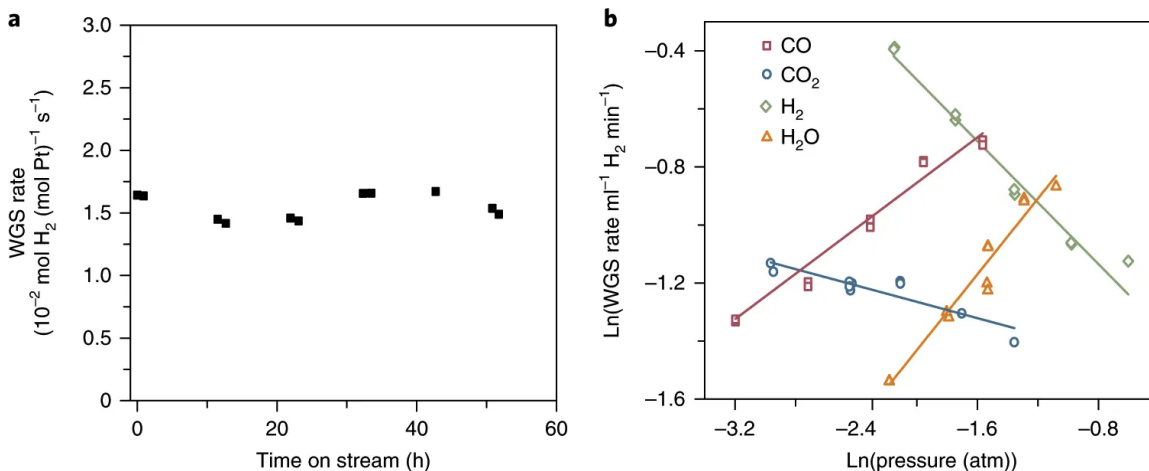 a
3.0
2.5
2.0
1.5
1.0
0.5
0
0
20
40
60
WGS rate
(10⁻² mol H₂ (mol Pt)⁻¹ s⁻¹)
Time on stream (h)
b
CO
CO₂
H₂
H₂O
−0.4
−0.8
−1.2
−1.6
−3.2
−2.4
−1.6
−0.8
Ln(WGS rate ml⁻¹ H₂ min⁻¹)
Ln(pressure (atm))